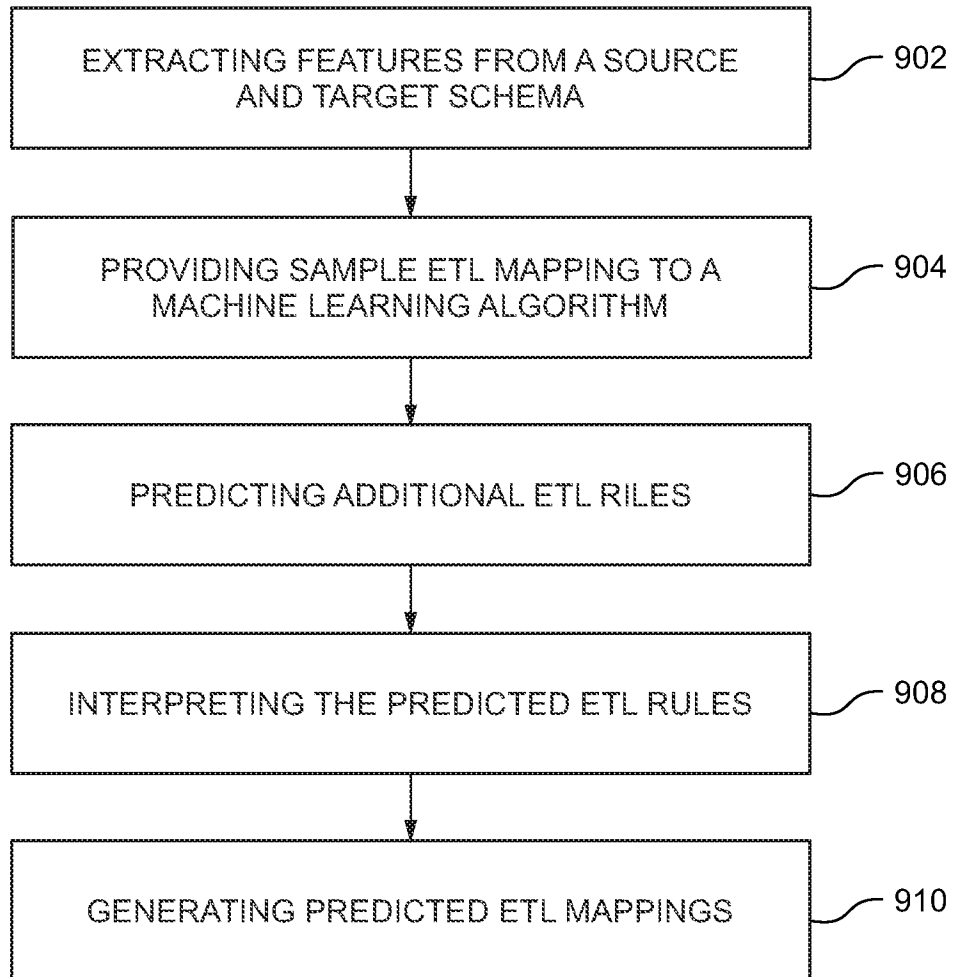 EXTRACTING FEATURES FROM A SOURCE
AND TARGET SCHEMA
902
PROVIDING SAMPLE ETL MAPPING TO A
MACHINE LEARNING ALGORITHM
904
PREDICTING ADDITIONAL ETL RILES
906
INTERPRETING THE PREDICTED ETL RULES
908
GENERATING PREDICTED ETL MAPPINGS
910